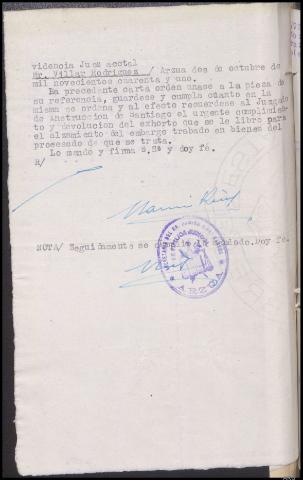 videncia Juez acctal
Sr. Villar Rodriguez / Arzua dos de octubre de
mil novecientos cuarenta y uno.
La precedente carta orden unase a la pieza de
su referencia, guardese y cumpla cuánto en la
misma se ordena y al efecto recuerdese al Juzgado
de Instruccion de Santiago el urgente cumplimien-
to y devolucion del exhorto que se le libro para
el alzamiento del embargo trabado en bienes del
procesado de que se trata.
Lo mando y firma S,Sª y doy fé.
R/
NOTA/ Seguidamente se cumplio lo mandado.Doy fé.
ARZUA